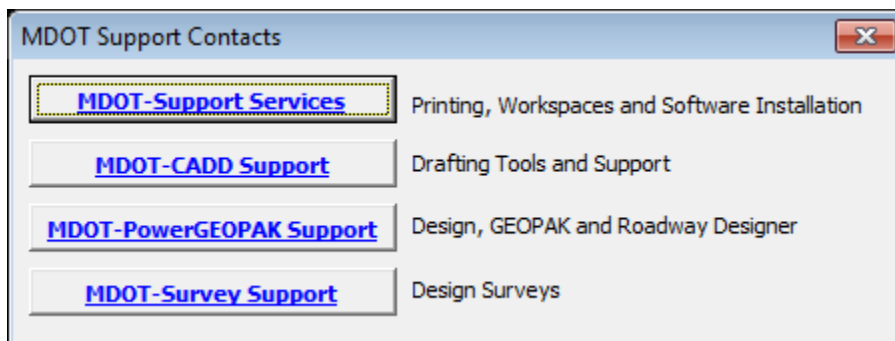 MDOT Support Contacts
MDOT-Support Services Printing, Workspaces and Software Installation
MDOT-CADD Support Drafting Tools and Support
MDOT-PowerGEOPAK Support Design, GEOPAK and Roadway Designer
MDOT-Survey Support Design Surveys